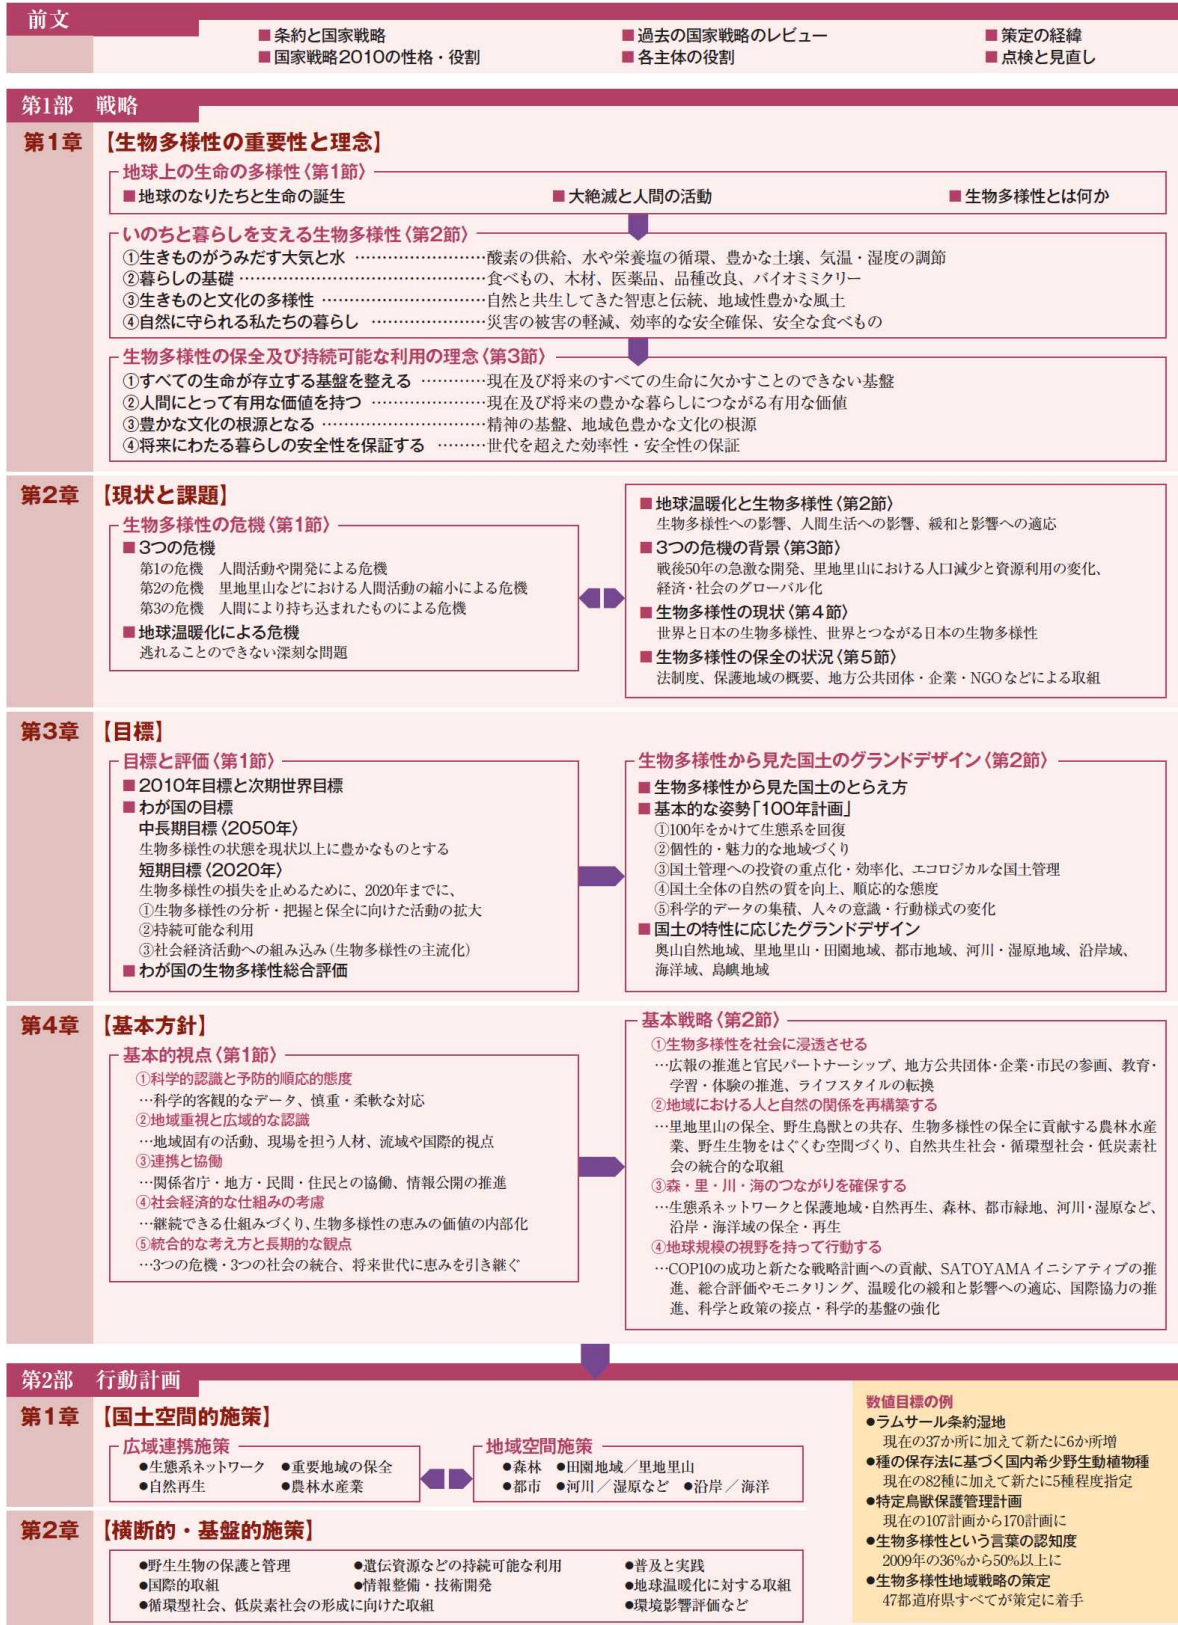 前文
■条約と国家戦略 ■過去の国家戦略のレビュー ■策定の経緯
■国家戦略2010の性格・役割 ■各主体の役割 ■点検と見直し
第1部 戦略
第1章 【生物多様性の重要性と理念】
地球上の生命の多様性〈第1節〉
■地球のなりたちと生命の誕生 ■大絶滅と人間の活動 ■生物多様性とは何か
いのちと暮らしを支える生物多様性〈第2節〉
①生きものがうみだす大気と水 ……………………酸素の供給、水や栄養塩の循環、豊かな土壌、気温・湿度の調節
②暮らしの基礎 ……………………………………食べもの、木材、医薬品、品種改良、バイオミミクリー
③生きものと文化の多様性 …………………………自然と共生してきた智恵と伝統、地域性豊かな風土
④自然に守られる私たちの暮らし …………………災害の被害の軽減、効率的な安全確保、安全な食べもの
生物多様性の保全及び持続可能な利用の理念〈第3節〉
①すべての生命が存立する基盤を整える …………現在及び将来のすべての生命に欠かすことのできない基盤
②人間にとって有用な価値を持つ …………………現在及び将来の豊かな暮らしにつながる有用な価値
③豊かな文化の根源となる …………………………精神の基盤、地域色豊かな文化の根源
④将来にわたる暮らしの安全性を保証する ………世代を超えた効率性・安全性の保証
第2章 【現状と課題】
生物多様性の危機〈第1節〉
■3つの危機
第1の危機 人間活動や開発による危機
第2の危機 里地里山などにおける人間活動の縮小による危機
第3の危機 人間により持ち込まれたものによる危機
■地球温暖化による危機
逃れることのできない深刻な問題
■地球温暖化と生物多様性〈第2節〉
生物多様性への影響、人間生活への影響、緩和と影響への適応
■3つの危機の背景〈第3節〉
戦後50年の急激な開発、里地里山における人口減少と資源利用の変化、
経済・社会のグローバル化
■生物多様性の現状〈第4節〉
世界と日本の生物多様性、世界とつながる日本の生物多様性
■生物多様性の保全の状況〈第5節〉
法制度、保護地域の概要、地方公共団体・企業・NGOなどによる取組
第3章 【目標】
目標と評価〈第1節〉
■2010年目標と次期世界目標
■わが国の目標
中長期目標〈2050年〉
生物多様性の状態を現状以上に豊かなものとする
短期目標〈2020年〉
生物多様性の損失を止めるために、2020年までに、
①生物多様性の分析・把握と保全に向けた活動の拡大
②持続可能な利用
③社会経済活動への組み込み(生物多様性の主流化)
■わが国の生物多様性総合評価
生物多様性から見た国土のグランドデザイン〈第2節〉
■生物多様性から見た国土のとらえ方
■基本的な姿勢「100年計画」
①100年をかけて生態系を回復
②個性的・魅力的な地域づくり
③国土管理への投資の重点化・効率化、エコロジカルな国土管理
④国土全体の自然の質を向上、順応的な態度
⑤科学的データの集積、人々の意識・行動様式の変化
■国土の特性に応じたグランドデザイン
奥山自然地域、里地里山・田園地域、都市地域、河川・湿原地域、沿岸域、
海洋域、島嶼地域
第4章 【基本方針】
基本的視点〈第1節〉
①科学的認識と予防的順応的態度
…科学的客観的なデータ、慎重・柔軟な対応
②地域重視と広域的な認識
…地域固有の活動、現場を担う人材、流域や国際的視点
③連携と協働
…関係省庁・地方・民間・住民との協働、情報公開の推進
④社会経済的な仕組みの考慮
…継続できる仕組みづくり、生物多様性の恵みの価値の内部化
⑤統合的な考え方と長期的な観点
…3つの危機・3つの社会の統合、将来世代に恵みを引き継ぐ
基本戦略〈第2節〉
①生物多様性を社会に浸透させる
…広報の推進と官民パートナーシップ、地方公共団体・企業・市民の参画、教育・
学習・体験の推進、ライフスタイルの転換
②地域における人と自然の関係を再構築する
…里地里山の保全、野生鳥獣との共存、生物多様性の保全に貢献する農林水産
業、野生生物をはぐくむ空間づくり、自然共生社会・循環型社会・低炭素社
会の統合的な取組
③森・里・川・海のつながりを確保する
…生態系ネットワークと保護地域・自然再生、森林、都市緑地、河川・湿原など、
沿岸・海洋域の保全・再生
④地球規模の視野を持って行動する
…COP10の成功と新たな戦略計画への貢献、SATOYAMAイニシアティブの推
進、総合評価やモニタリング、温暖化の緩和と影響への適応、国際協力の推
進、科学と政策の接点・科学的基盤の強化
第2部 行動計画
第1章 【国土空間的施策】
広域連携施策
●生態系ネットワーク ●重要地域の保全
●自然再生 ●農林水産業
地域空間施策
●森林 ●田園地域／里地里山
●都市 ●河川／湿原など ●沿岸／海洋
第2章 【横断的・基盤的施策】
●野生生物の保護と管理 ●遺伝資源などの持続可能な利用 ●普及と実践
●国際的取組 ●情報整備・技術開発 ●地球温暖化に対する取組
●循環型社会、低炭素社会の形成に向けた取組 ●環境影響評価など
数値目標の例
●ラムサール条約湿地
現在の37か所に加えて新たに6か所増
●種の保存法に基づく国内希少野生動植物種
現在の82種に加えて新たに5種程度指定
●特定鳥獣保護管理計画
現在の107計画から170計画に
●生物多様性という言葉の認知度
2009年の36%から50%以上に
●生物多様性地域戦略の策定
47都道府県すべてが策定に着手